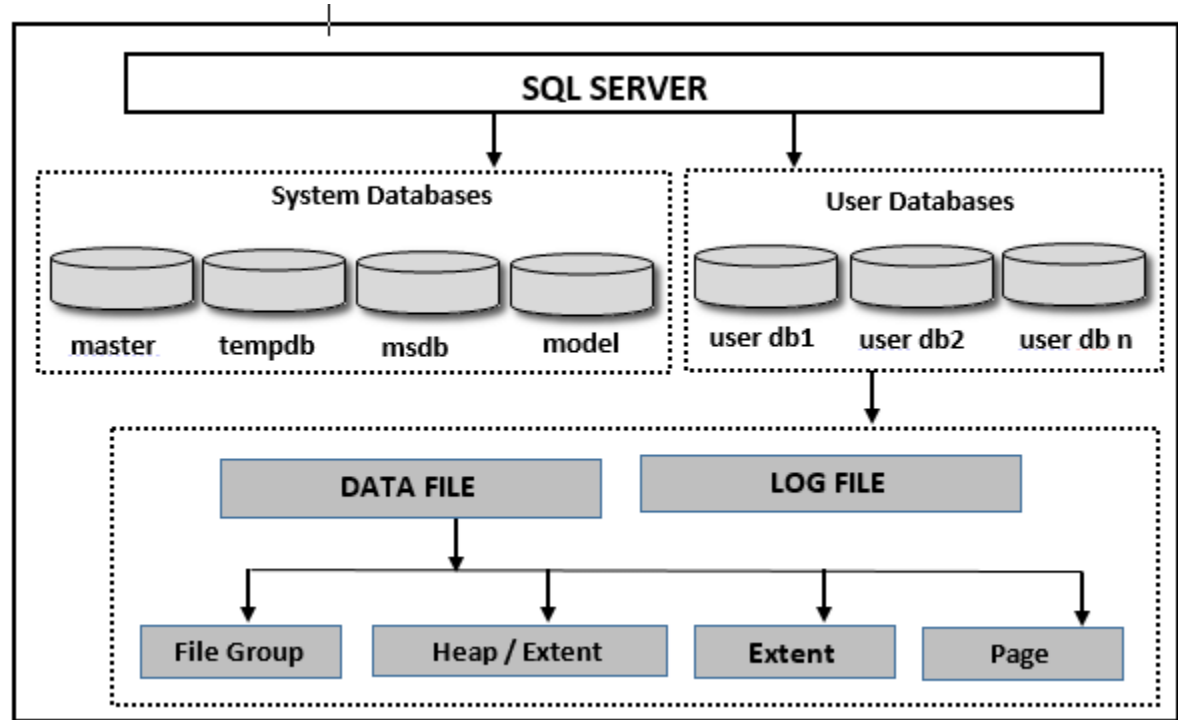 SQL SERVER
System Databases
User Databases
master
tempdb
msdb
model
user db1
user db2
user db n
DATA FILE
LOG FILE
File Group
Heap / Extent
Extent
Page